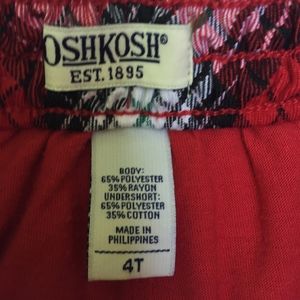 OSHKOSH®
EST. 1895
BODY:
65% POLYESTER
35% RAYON
UNDERSHORT:
65% POLYESTER
35% COTTON
MADE IN
PHILIPPINES
4T